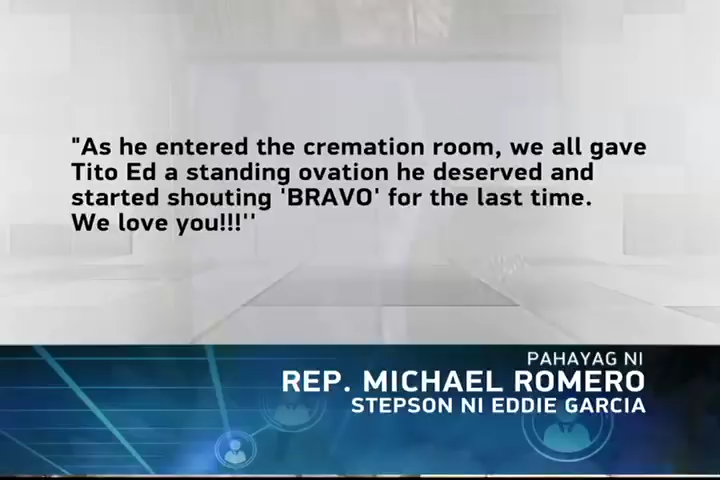 "As he entered the cremation room, we all gave
Tito Ed a standing ovation he deserved and
started shouting 'BRAVO' for the last time.
We love you!!!''
PAHAYAG NI
REP. MICHAEL ROMERO
STEPSON NI EDDIE GARCIA